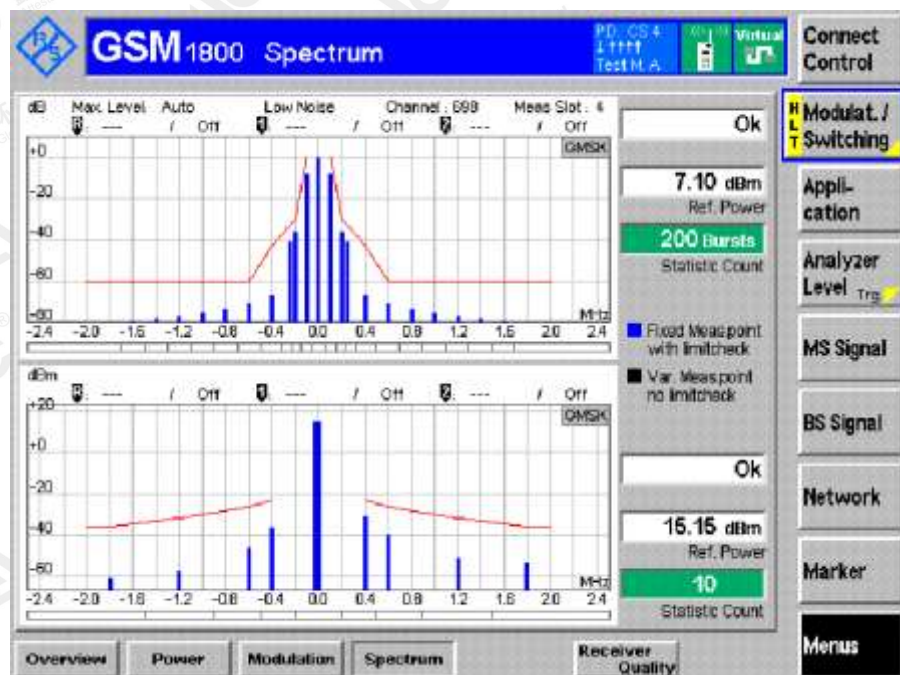 R&S
GSM 1800 Spectrum
PD: CS4
Test M. A
Virtual
Connect Control
dB Max. Level: Auto Low Noise Channel: 698 Meas Slot: 4
--- / Off --- / Off --- / Off
GMSK
+0
-20
-40
-60
-80
MHz
-2.4 -2.0 -1.6 -1.2 -0.8 -0.4 0.0 0.4 0.8 1.2 1.6 2.0 2.4
Ok
7.10 dBm
Ref. Power
200 Bursts
Statistic Count
Fixed Measpoint
with limitcheck
Var. Measpoint
no limitcheck
dBm
--- / Off --- / Off --- / Off
GMSK
+20
+0
-20
-40
-60
MHz
-2.4 -2.0 -1.6 -1.2 -0.8 -0.4 0.0 0.4 0.8 1.2 1.6 2.0 2.4
Ok
15.15 dBm
Ref. Power
10
Statistic Count
HLT
Modulat. /
Switching
Appli-
cation
Analyzer
Level Trg
MS Signal
BS Signal
Network
Marker
Menus
Overview Power Modulation Spectrum Receiver
Quality